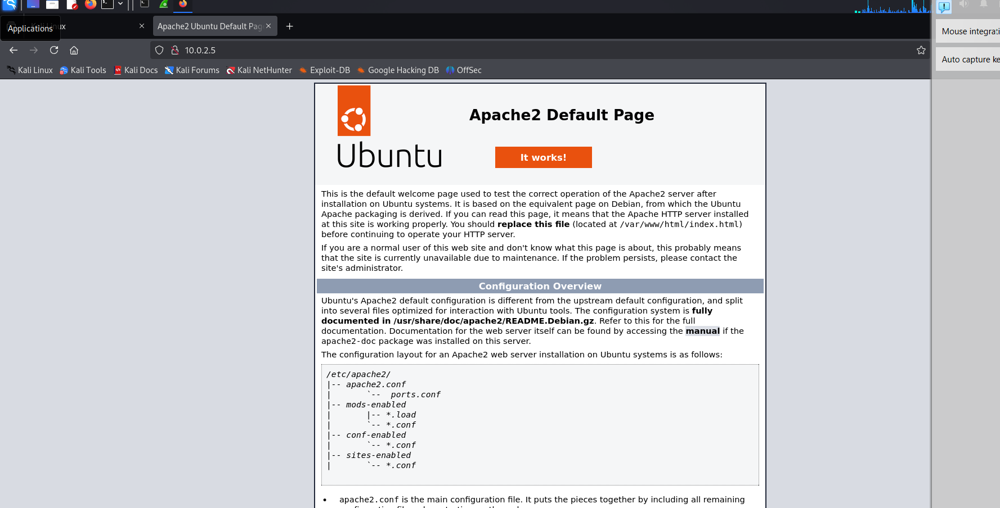 Applications
Linux
Apache2 Ubuntu Default Pag
10.0.2.5
Kali Linux
Kali Tools
Kali Docs
Kali Forums
Kali NetHunter
Exploit-DB
Google Hacking DB
OffSec
Mouse integrati
Auto capture ke
Apache2 Default Page
Ubuntu
It works!
This is the default welcome page used to test the correct operation of the Apache2 server after
installation on Ubuntu systems. It is based on the equivalent page on Debian, from which the Ubuntu
Apache packaging is derived. If you can read this page, it means that the Apache HTTP server installed
at this site is working properly. You should replace this file (located at /var/www/html/index.html)
before continuing to operate your HTTP server.
If you are a normal user of this web site and don't know what this page is about, this probably means
that the site is currently unavailable due to maintenance. If the problem persists, please contact the
site's administrator.
Configuration Overview
Ubuntu's Apache2 default configuration is different from the upstream default configuration, and split
into several files optimized for interaction with Ubuntu tools. The configuration system is fully
documented in /usr/share/doc/apache2/README.Debian.gz. Refer to this for the full
documentation. Documentation for the web server itself can be found by accessing the manual if the
apache2-doc package was installed on this server.
The configuration layout for an Apache2 web server installation on Ubuntu systems is as follows:
/etc/apache2/
|-- apache2.conf
|       `--  ports.conf
|-- mods-enabled
|       |-- *.load
|       `-- *.conf
|-- conf-enabled
|       `-- *.conf
|-- sites-enabled
|       `-- *.conf
• apache2.conf is the main configuration file. It puts the pieces together by including all remaining